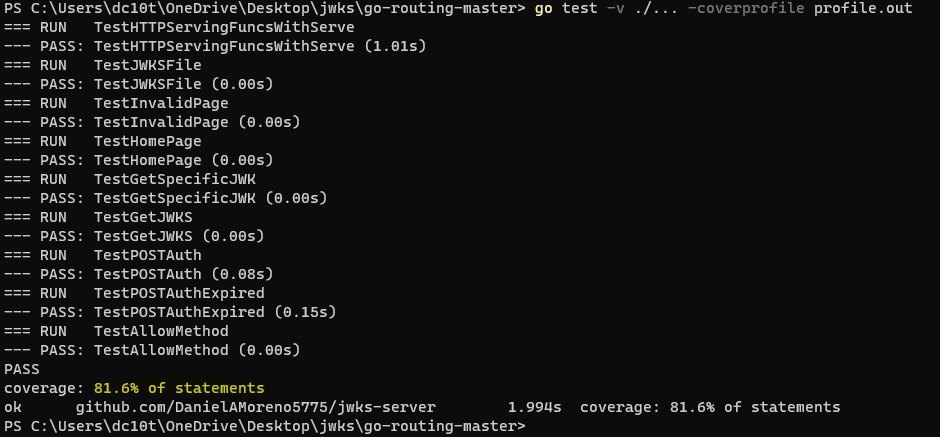 PS C:\Users\dc10t\OneDrive\Desktop\jwks\go-routing-master> go test -v ./... -coverprofile profile.out
=== RUN   TestHTTPServingFuncsWithServe
--- PASS: TestHTTPServingFuncsWithServe (1.01s)
=== RUN   TestJWKSFile
--- PASS: TestJWKSFile (0.00s)
=== RUN   TestInvalidPage
--- PASS: TestInvalidPage (0.00s)
=== RUN   TestHomePage
--- PASS: TestHomePage (0.00s)
=== RUN   TestGetSpecificJWK
--- PASS: TestGetSpecificJWK (0.00s)
=== RUN   TestGetJWKS
--- PASS: TestGetJWKS (0.00s)
=== RUN   TestPOSTAuth
--- PASS: TestPOSTAuth (0.08s)
=== RUN   TestPOSTAuthExpired
--- PASS: TestPOSTAuthExpired (0.15s)
=== RUN   TestAllowMethod
--- PASS: TestAllowMethod (0.00s)
PASS
coverage: 81.6% of statements
ok      github.com/DanielAMoreno5775/jwks-server        1.994s  coverage: 81.6% of statements
PS C:\Users\dc10t\OneDrive\Desktop\jwks\go-routing-master>